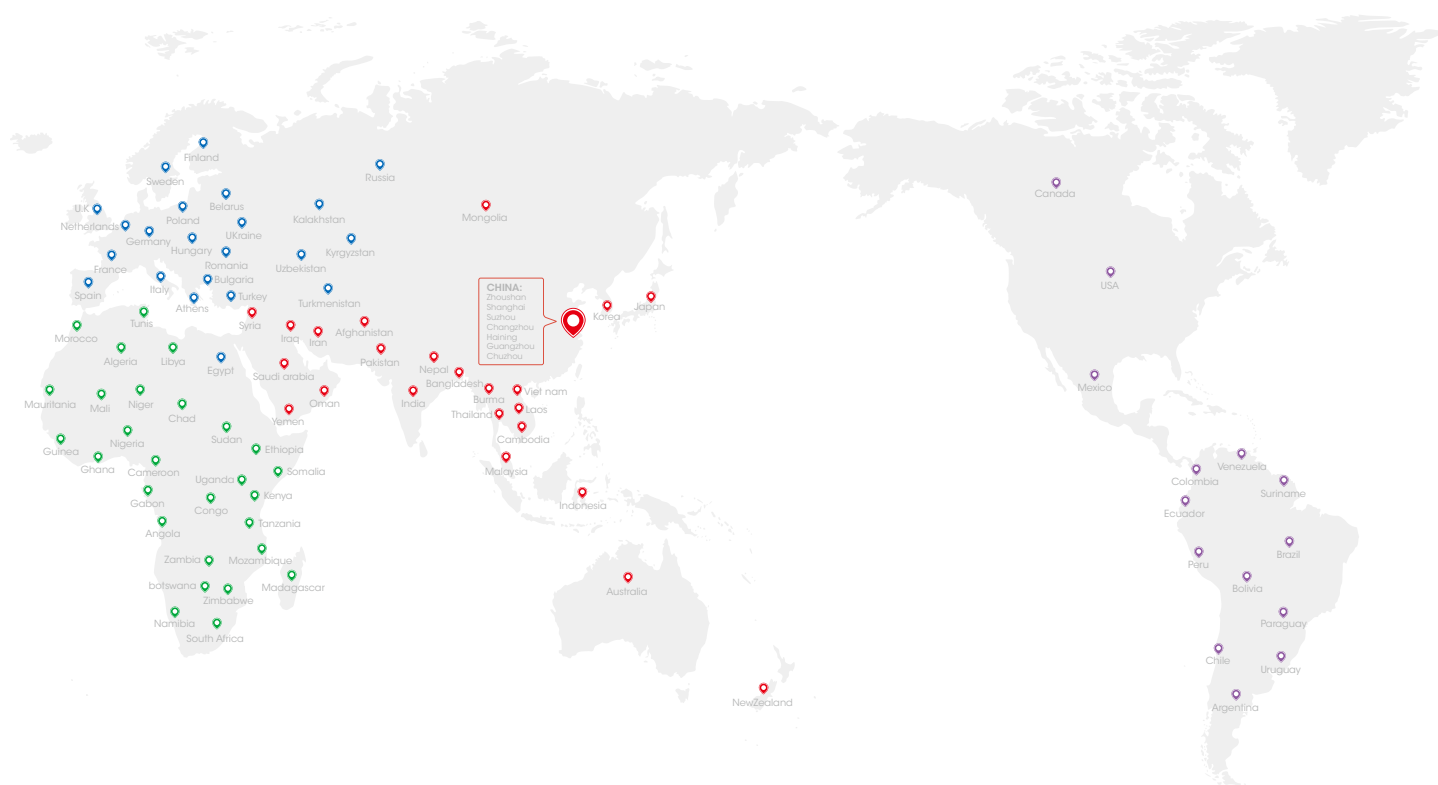 Finland
Sweden
Russia
Canada
Belarus
U.K
Poland
Kalakhstan
Mongolia
Netherlands
UKraine
Germany
Hungary
Kyrgyzstan
Romania
Uzbekistan
France
Bulgaria
USA
Italy
Spain
Turkey
Athens
Turkmenistan
CHINA:
Zhoushan
Shanghai
Suzhou
Changzhou
Haining
Guangzhou
Chuzhou
Japan
Korea
Tunis
Syria
Afghanistan
Morocco
Iraq
Iran
Algeria
Libya
Pakistan
Egypt
Nepal
Saudi arabia
Bangladesh
Mexico
Viet nam
Burma
Mauritania
Mali
Niger
India
Oman
Laos
Thailand
Chad
Yemen
Sudan
Cambodia
Nigeria
Ethiopia
Guinea
Ghana
Cameroon
Somalia
Malaysia
Venezuela
Uganda
Colombia
Suriname
Kenya
Gabon
Congo
Indonesia
Ecuador
Tanzania
Angola
Zambia
Mozambique
Brazil
Peru
botswana
Madagascar
Bolivia
Australia
Zimbabwe
Namibia
Paraguay
South Africa
Chile
Uruguay
NewZealand
Argentina